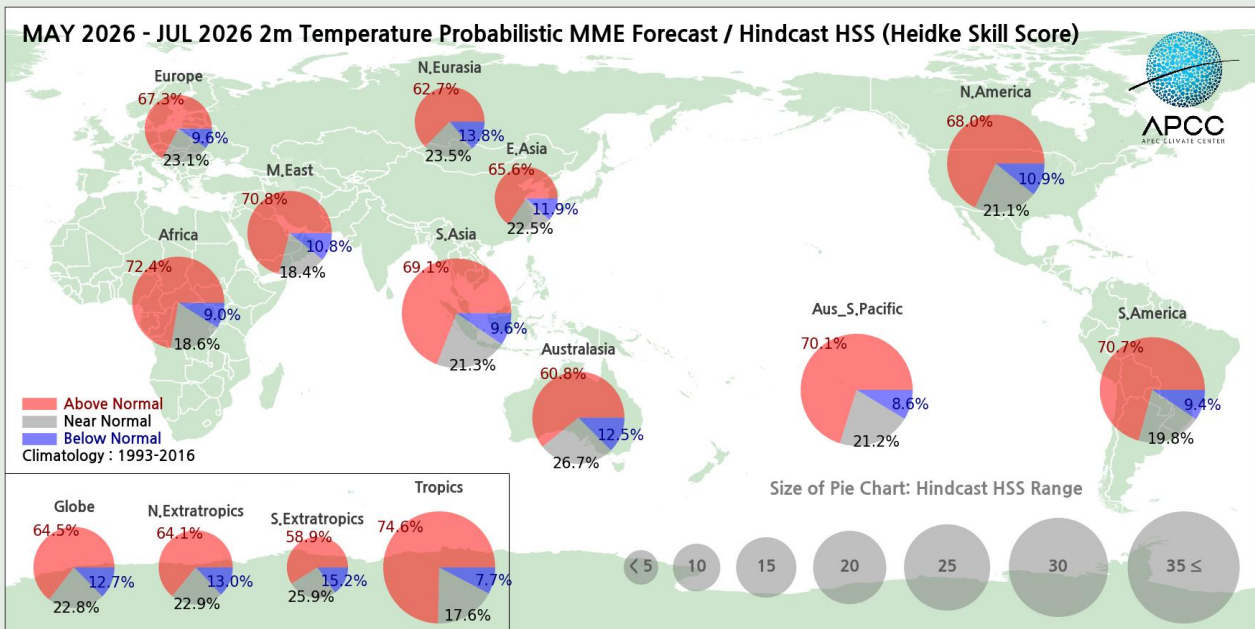 MAY 2026 - JUL 2026 2m Temperature Probabilistic MME Forecast / Hindcast HSS (Heidke Skill Score)
APCC
APEC CLIMATE CENTER
Europe
67.3%
9.6%
23.1%
N.Eurasia
62.7%
13.8%
23.5%
N.America
68.0%
10.9%
21.1%
E.Asia
65.6%
11.9%
22.5%
M.East
70.8%
10.8%
18.4%
Africa
72.4%
9.0%
18.6%
S.Asia
69.1%
9.6%
21.3%
Australasia
60.8%
12.5%
26.7%
Aus_S.Pacific
70.1%
8.6%
21.2%
S.America
70.7%
9.4%
19.8%
Above Normal
Near Normal
Below Normal
Climatology : 1993-2016
Globe
64.5%
12.7%
22.8%
N.Extratropics
64.1%
13.0%
22.9%
S.Extratropics
58.9%
15.2%
25.9%
Tropics
74.6%
7.7%
17.6%
Size of Pie Chart: Hindcast HSS Range
< 5 10 15 20 25 30 35 ≤